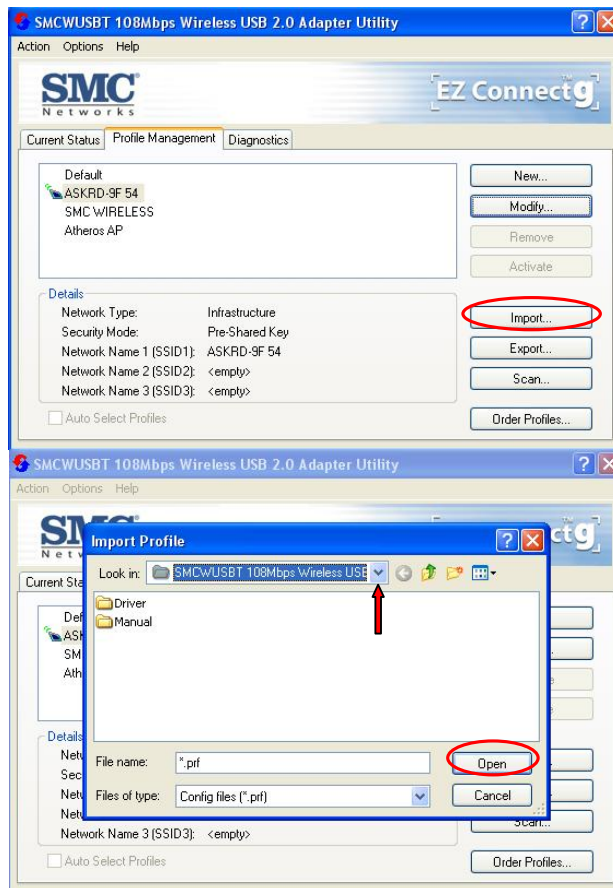 SMCWUSBT 108Mbps Wireless USB 2.0 Adapter Utility
Action Options Help
SMC®
Networks
EZ Connect™ g
Current Status Profile Management Diagnostics
Default
ASKRD-9F 54
SMC WIRELESS
Atheros AP
New...
Modify...
Remove
Activate
Details
Network Type: Infrastructure
Security Mode: Pre-Shared Key
Network Name 1 (SSID1): ASKRD-9F 54
Network Name 2 (SSID2): <empty>
Network Name 3 (SSID3): <empty>
Import...
Export...
Scan...
Auto Select Profiles
Order Profiles...
SMCWUSBT 108Mbps Wireless USB 2.0 Adapter Utility
Action Options Help
Import Profile
Look in: SMCWUSBT 108Mbps Wireless USB
Driver
Manual
File name: *.prf
Open
Files of type: Config files (*.prf)
Cancel
Details
Network Name 3 (SSID3): <empty>
Scan...
Auto Select Profiles
Order Profiles...